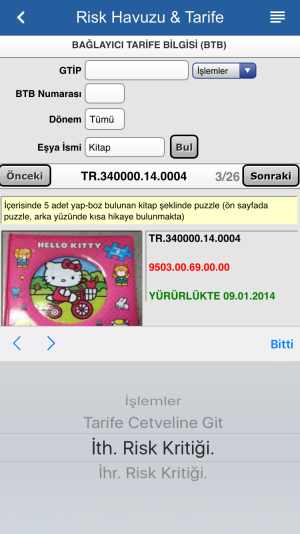 Risk Havuzu & Tarife
BAĞLAYICI TARİFE BİLGİSİ (BTB)
GTİP
İşlemler
BTB Numarası
Dönem Tümü
Eşya İsmi Kitap Bul
Önceki TR.340000.14.0004 3/26 Sonraki
İçerisinde 5 adet yap-boz bulunan kitap şeklinde puzzle (ön sayfada
puzzle, arka yüzünde kısa hikaye bulunmakta)
HELLO KITTY
TR.340000.14.0004
9503.00.69.00.00
YÜRÜRLÜKTE 09.01.2014
Bitti
İşlemler
Tarife Cetveline Git
İth. Risk Kritiği.
İhr. Risk Kritiği.